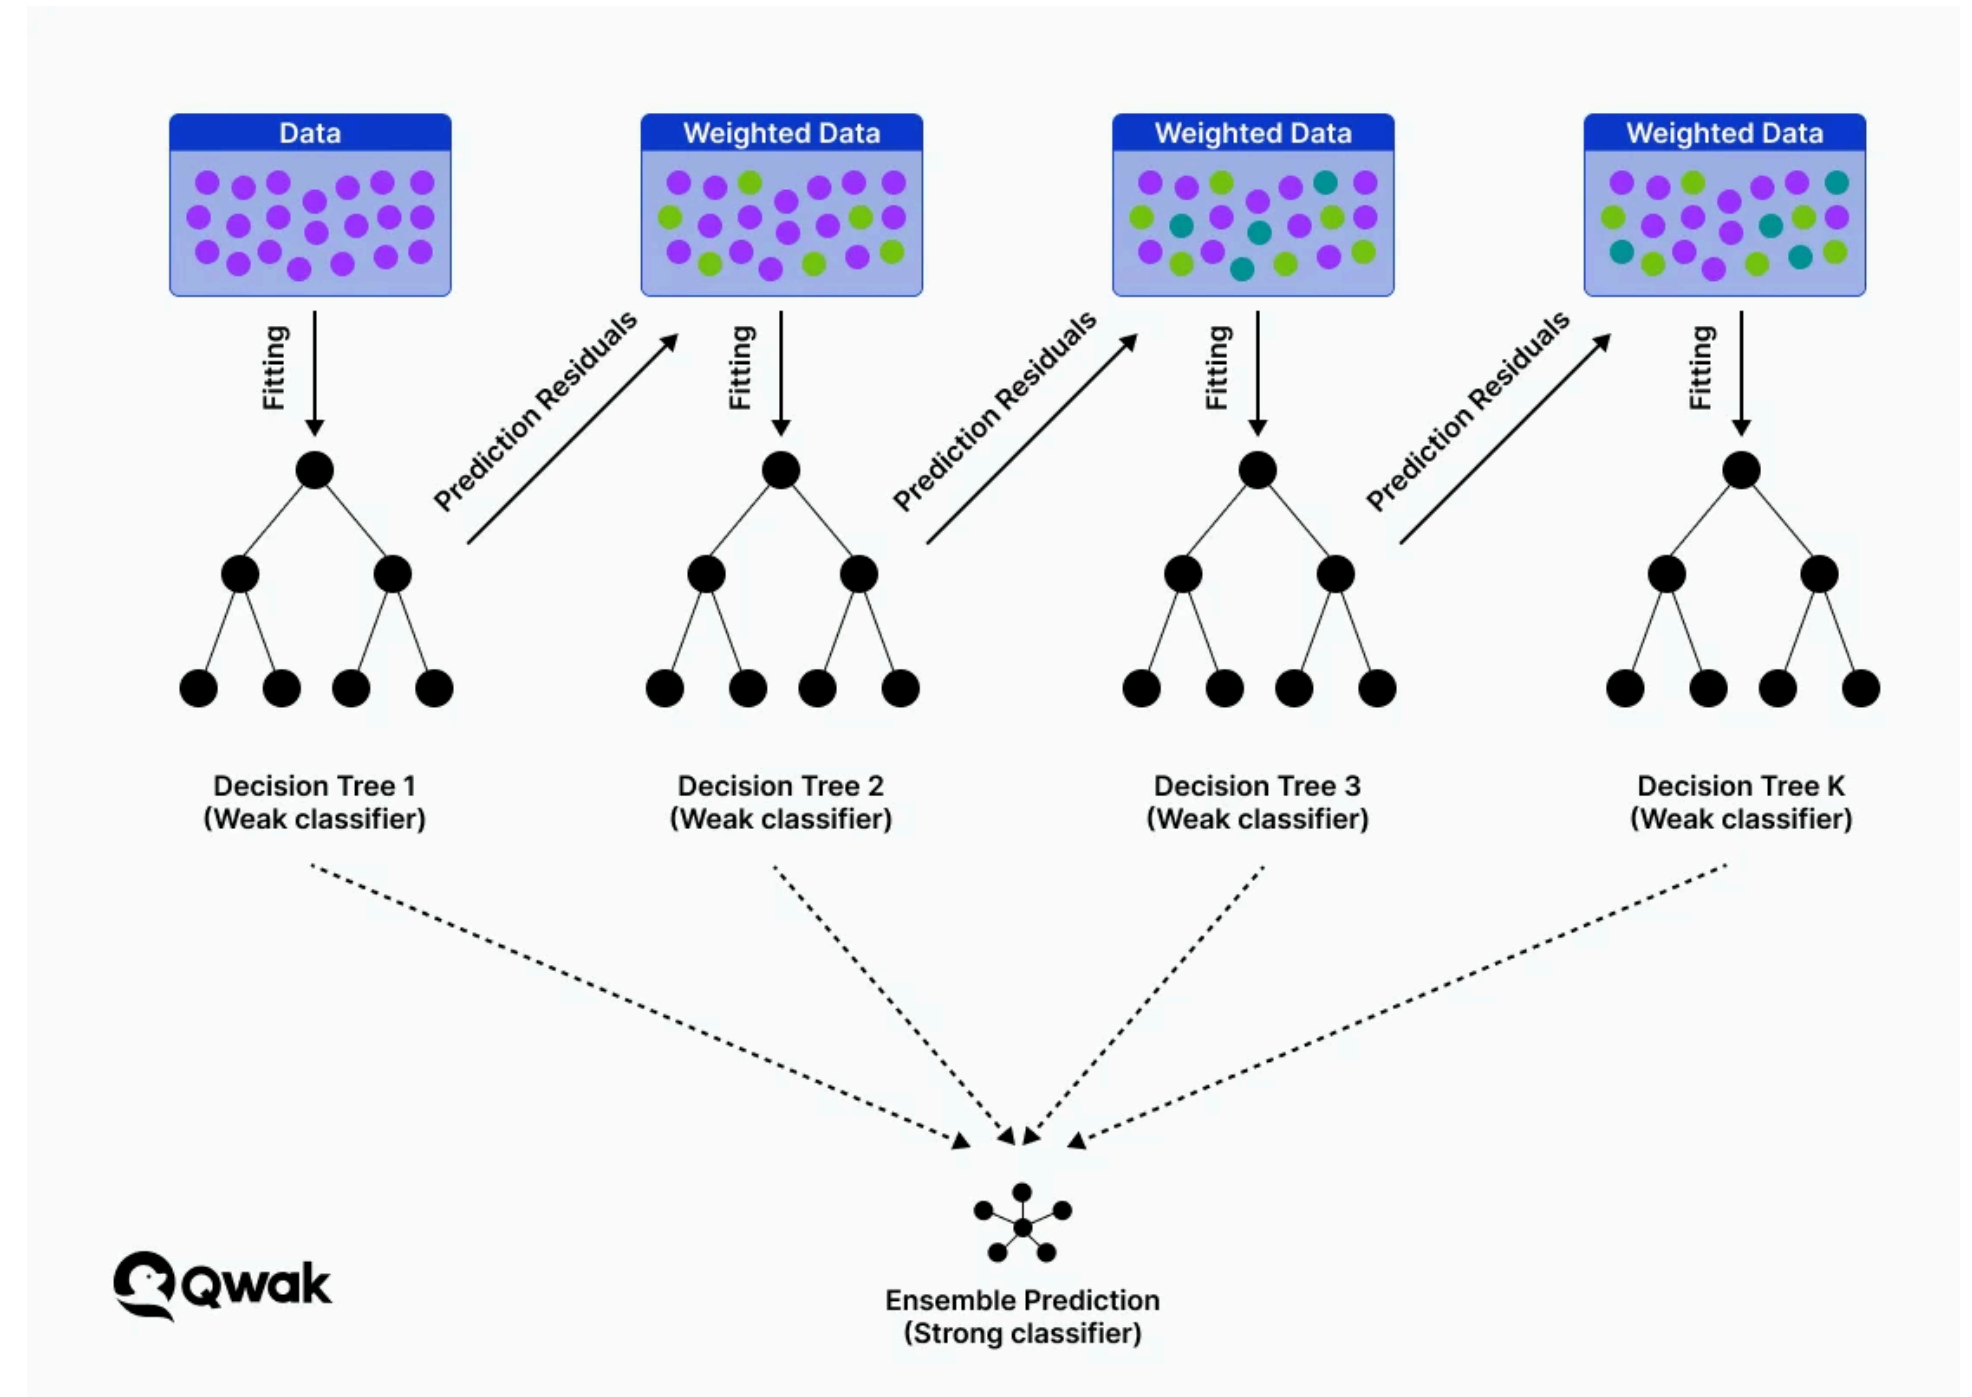 Data
Weighted Data
Weighted Data
Weighted Data
Fitting
Prediction Residuals
Fitting
Prediction Residuals
Fitting
Prediction Residuals
Fitting
Decision Tree 1
(Weak classifier)
Decision Tree 2
(Weak classifier)
Decision Tree 3
(Weak classifier)
Decision Tree K
(Weak classifier)
Qwak
Ensemble Prediction
(Strong classifier)